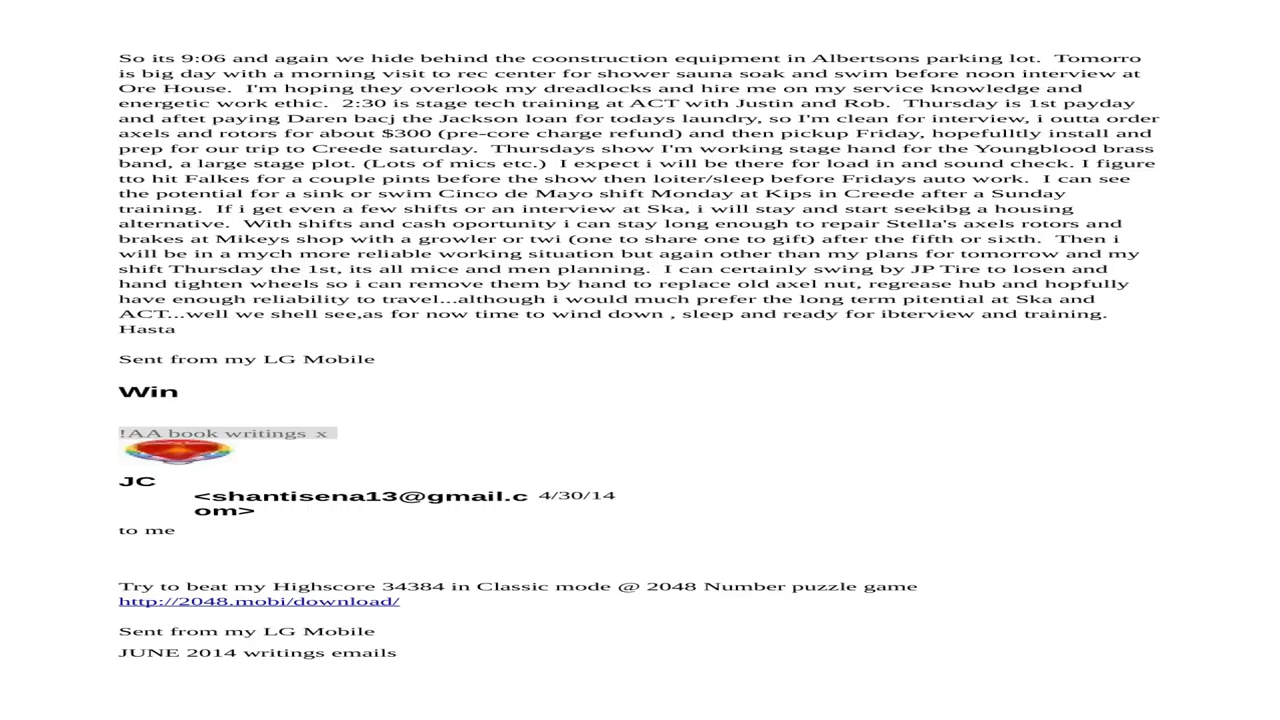 So its 9:06 and again we hide behind the coonstruction equipment in Albertsons parking lot.  Tomorro
is big day with a morning visit to rec center for shower sauna soak and swim before noon interview at
Ore House.  I'm hoping they overlook my dreadlocks and hire me on my service knowledge and
energetic work ethic.  2:30 is stage tech training at ACT with Justin and Rob.  Thursday is 1st payday
and aftet paying Daren bacj the Jackson loan for todays laundry, so I'm clean for interview, i outta order
axels and rotors for about $300 (pre-core charge refund) and then pickup Friday, hopefulltly install and
prep for our trip to Creede saturday.  Thursdays show I'm working stage hand for the Youngblood brass
band, a large stage plot. (Lots of mics etc.)  I expect i will be there for load in and sound check. I figure
tto hit Falkes for a couple pints before the show then loiter/sleep before Fridays auto work.  I can see
the potential for a sink or swim Cinco de Mayo shift Monday at Kips in Creede after a Sunday
training.  If i get even a few shifts or an interview at Ska, i will stay and start seekibg a housing
alternative.  With shifts and cash oportunity i can stay long enough to repair Stella's axels rotors and
brakes at Mikeys shop with a growler or twi (one to share one to gift) after the fifth or sixth.  Then i
will be in a mych more reliable working situation but again other than my plans for tomorrow and my
shift Thursday the 1st, its all mice and men planning.  I can certainly swing by JP Tire to losen and
hand tighten wheels so i can remove them by hand to replace old axel nut, regrease hub and hopfully
have enough reliability to travel...although i would much prefer the long term pitential at Ska and
ACT...well we shell see,as for now time to wind down , sleep and ready for ibterview and training.
Hasta
Sent from my LG Mobile
Win
!AA book writings x
JC
<shantisena13@gmail.c 4/30/14
om>
to me
Try to beat my Highscore 34384 in Classic mode @ 2048 Number puzzle game
http://2048.mobi/download/
Sent from my LG Mobile
JUNE 2014 writings emails